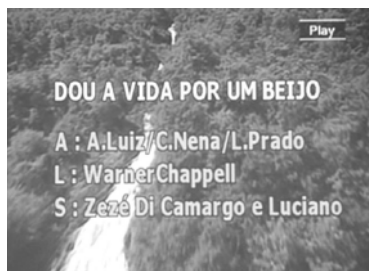 Play
DOU A VIDA POR UM BEIJO
A : A.Luiz/C.Nena/L.Prado
L : WarnerChappell
S : Zezé Di Camargo e Luciano